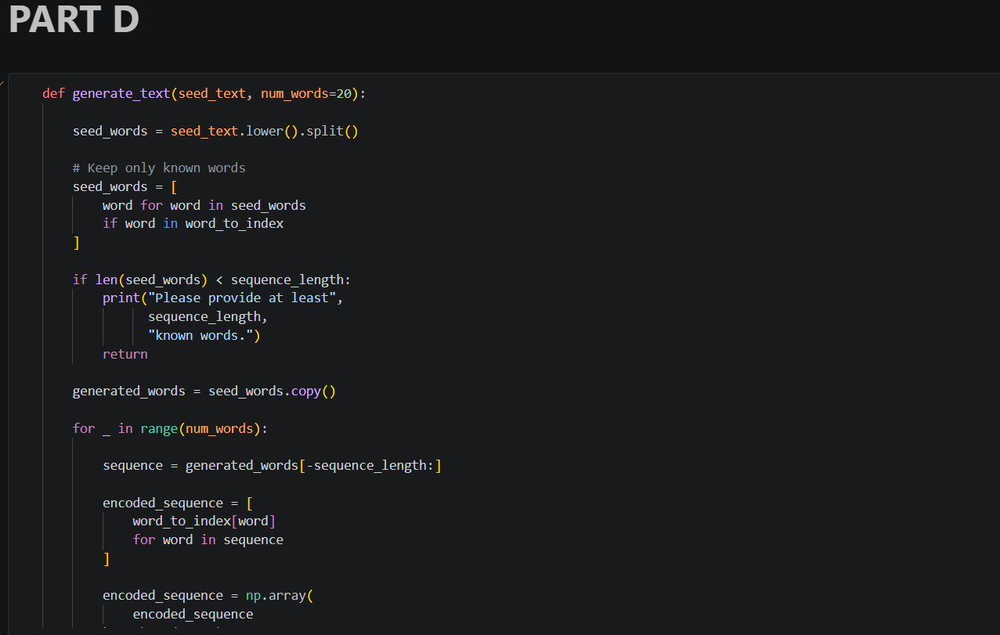 PART D
def generate_text(seed_text, num_words=20):
seed_words = seed_text.lower().split()
# Keep only known words
seed_words = [
word for word in seed_words
if word in word_to_index
]
if len(seed_words) < sequence_length:
print("Please provide at least",
sequence_length,
"known words.")
return
generated_words = seed_words.copy()
for _ in range(num_words):
sequence = generated_words[-sequence_length:]
encoded_sequence = [
word_to_index[word]
for word in sequence
]
encoded_sequence = np.array(
encoded_sequence